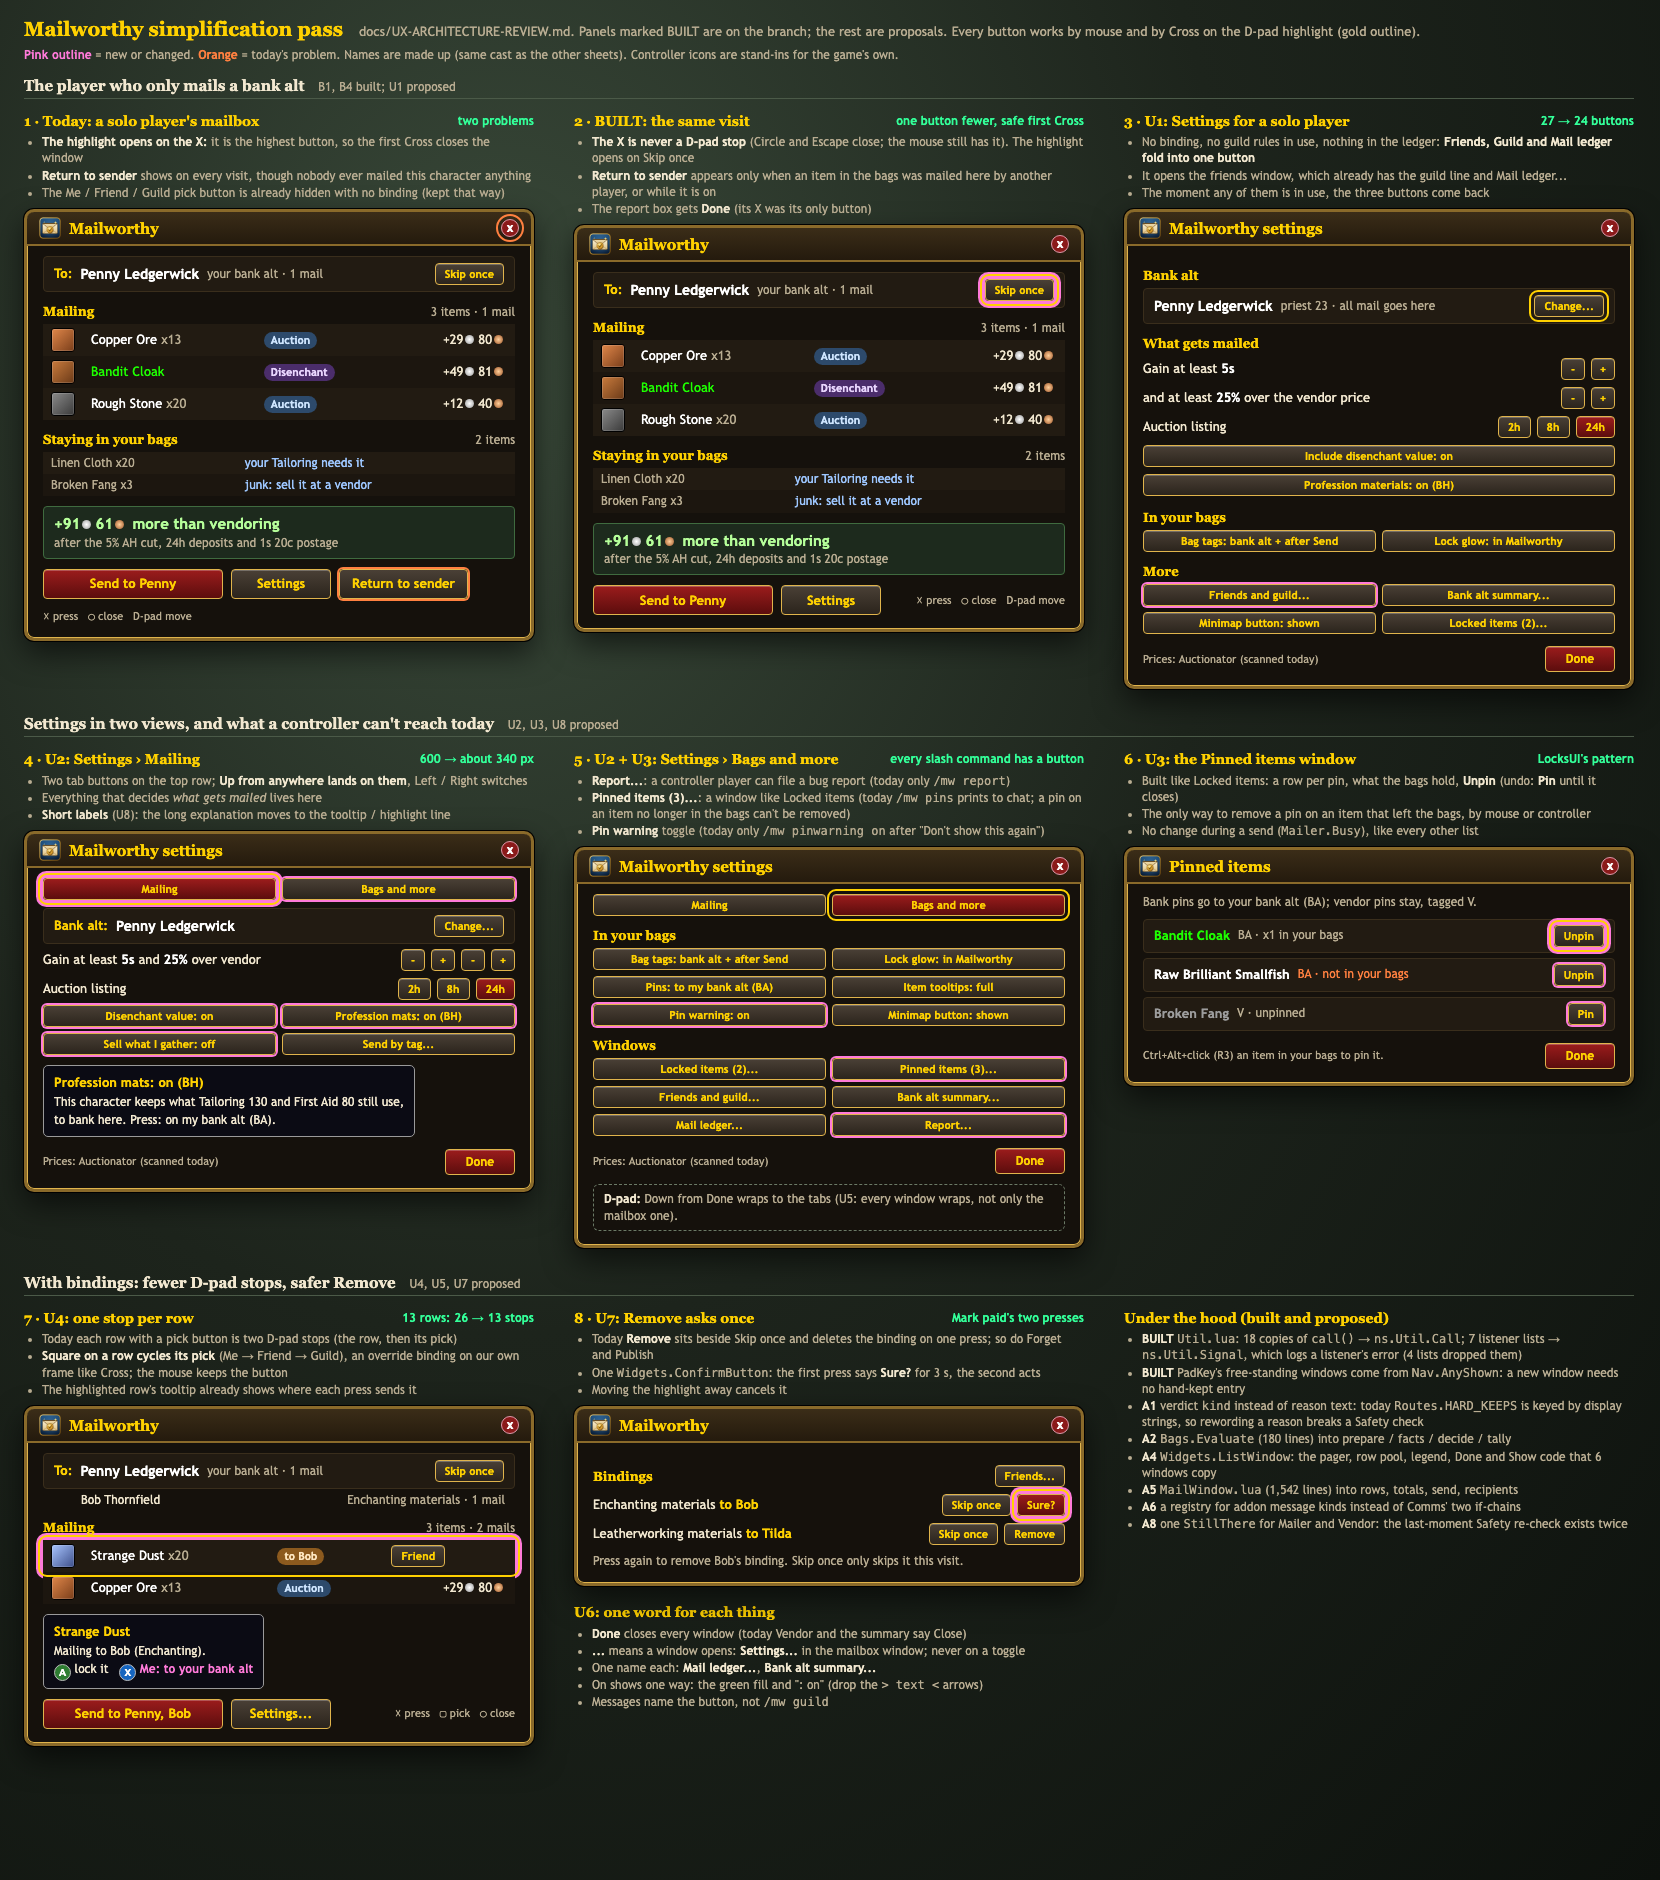 Mailworthy simplification pass docs/UX-ARCHITECTURE-REVIEW.md. Panels marked BUILT are on the branch; the rest are proposals. Every button works by mouse and by Cross on the D-pad highlight (gold outline).
Pink outline = new or changed. Orange = today's problem. Names are made up (same cast as the other sheets). Controller icons are stand-ins for the game's own.
The player who only mails a bank alt B1, B4 built; U1 proposed
1 · Today: a solo player's mailbox two problems
• The highlight opens on the X: it is the highest button, so the first Cross closes the
window
• Return to sender shows on every visit, though nobody ever mailed this character anything
• The Me / Friend / Guild pick button is already hidden with no binding (kept that way)
Mailworthy x
To: Penny Ledgerwick your bank alt · 1 mail Skip once
Mailing 3 items · 1 mail
Copper Ore x13 Auction +29 80
Bandit Cloak Disenchant +49 81
Rough Stone x20 Auction +12 40
Staying in your bags 2 items
Linen Cloth x20 your Tailoring needs it
Broken Fang x3 junk: sell it at a vendor
+91 61 more than vendoring
after the 5% AH cut, 24h deposits and 1s 20c postage
Send to Penny Settings Return to sender
X press ○ close D-pad move
2 · BUILT: the same visit one button fewer, safe first Cross
• The X is never a D-pad stop (Circle and Escape close; the mouse still has it). The highlight
opens on Skip once
• Return to sender appears only when an item in the bags was mailed here by another
player, or while it is on
• The report box gets Done (its X was its only button)
Mailworthy x
To: Penny Ledgerwick your bank alt · 1 mail Skip once
Mailing 3 items · 1 mail
Copper Ore x13 Auction +29 80
Bandit Cloak Disenchant +49 81
Rough Stone x20 Auction +12 40
Staying in your bags 2 items
Linen Cloth x20 your Tailoring needs it
Broken Fang x3 junk: sell it at a vendor
+91 61 more than vendoring
after the 5% AH cut, 24h deposits and 1s 20c postage
Send to Penny Settings X press ○ close D-pad move
3 · U1: Settings for a solo player 27 → 24 buttons
• No binding, no guild rules in use, nothing in the ledger: Friends, Guild and Mail ledger
fold into one button
• It opens the friends window, which already has the guild line and Mail ledger...
• The moment any of them is in use, the three buttons come back
Mailworthy settings x
Bank alt
Penny Ledgerwick priest 23 · all mail goes here Change...
What gets mailed
Gain at least 5s - +
and at least 25% over the vendor price - +
Auction listing 2h 8h 24h
Include disenchant value: on
Profession materials: on (BH)
In your bags
Bag tags: bank alt + after Send Lock glow: in Mailworthy
More
Friends and guild... Bank alt summary...
Minimap button: shown Locked items (2)...
Prices: Auctionator (scanned today) Done
Settings in two views, and what a controller can't reach today U2, U3, U8 proposed
4 · U2: Settings › Mailing 600 → about 340 px
• Two tab buttons on the top row; Up from anywhere lands on them, Left / Right switches
• Everything that decides what gets mailed lives here
• Short labels (U8): the long explanation moves to the tooltip / highlight line
Mailworthy settings x
Mailing Bags and more
Bank alt: Penny Ledgerwick Change...
Gain at least 5s and 25% over vendor - + - +
Auction listing 2h 8h 24h
Disenchant value: on Profession mats: on (BH)
Sell what I gather: off Send by tag...
Profession mats: on (BH)
This character keeps what Tailoring 130 and First Aid 80 still use,
to bank here. Press: on my bank alt (BA).
Prices: Auctionator (scanned today) Done
5 · U2 + U3: Settings › Bags and more every slash command has a button
• Report...: a controller player can file a bug report (today only /mw report)
• Pinned items (3)...: a window like Locked items (today /mw pins prints to chat; a pin on
an item no longer in the bags can't be removed)
• Pin warning toggle (today only /mw pinwarning on after "Don't show this again")
Mailworthy settings x
Mailing Bags and more
In your bags
Bag tags: bank alt + after Send Lock glow: in Mailworthy
Pins: to my bank alt (BA) Item tooltips: full
Pin warning: on Minimap button: shown
Windows
Locked items (2)... Pinned items (3)...
Friends and guild... Bank alt summary...
Mail ledger... Report...
Prices: Auctionator (scanned today) Done
D-pad: Down from Done wraps to the tabs (U5: every window wraps, not only the
mailbox one).
6 · U3: the Pinned items window LocksUI's pattern
• Built like Locked items: a row per pin, what the bags hold, Unpin (undo: Pin until it
closes)
• The only way to remove a pin on an item that left the bags, by mouse or controller
• No change during a send (Mailer.Busy), like every other list
Pinned items x
Bank pins go to your bank alt (BA); vendor pins stay, tagged V.
Bandit Cloak BA · x1 in your bags Unpin
Raw Brilliant Smallfish BA · not in your bags Unpin
Broken Fang V · unpinned Pin
Ctrl+Alt+click (R3) an item in your bags to pin it. Done
With bindings: fewer D-pad stops, safer Remove U4, U5, U7 proposed
7 · U4: one stop per row 13 rows: 26 → 13 stops
• Today each row with a pick button is two D-pad stops (the row, then its pick)
• Square on a row cycles its pick (Me → Friend → Guild), an override binding on our own
frame like Cross; the mouse keeps the button
• The highlighted row's tooltip already shows where each press sends it
Mailworthy x
To: Penny Ledgerwick your bank alt · 1 mail Skip once
Bob Thornfield Enchanting materials · 1 mail
Mailing 3 items · 2 mails
Strange Dust x20 to Bob Friend
Copper Ore x13 Auction +29 80
Strange Dust
Mailing to Bob (Enchanting).
A lock it X Me: to your bank alt
Send to Penny, Bob Settings... X press □ pick ○ close
8 · U7: Remove asks once Mark paid's two presses
• Today Remove sits beside Skip once and deletes the binding on one press; so do Forget
and Publish
• One Widgets.ConfirmButton: the first press says Sure? for 3 s, the second acts
• Moving the highlight away cancels it
Mailworthy x
Bindings Friends...
Enchanting materials to Bob Skip once Sure?
Leatherworking materials to Tilda Skip once Remove
Press again to remove Bob's binding. Skip once only skips it this visit.
U6: one word for each thing
• Done closes every window (today Vendor and the summary say Close)
• ... means a window opens: Settings... in the mailbox window; never on a toggle
• One name each: Mail ledger..., Bank alt summary...
• On shows one way: the green fill and ": on" (drop the > text < arrows)
• Messages name the button, not /mw guild
Under the hood (built and proposed)
• BUILT Util.lua: 18 copies of call() → ns.Util.Call; 7 listener lists →
ns.Util.Signal, which logs a listener's error (4 lists dropped them)
• BUILT PadKey's free-standing windows come from Nav.AnyShown: a new window needs
no hand-kept entry
• A1 verdict kind instead of reason text: today Routes.HARD_KEEPS is keyed by display
strings, so rewording a reason breaks a Safety check
• A2 Bags.Evaluate (180 lines) into prepare / facts / decide / tally
• A4 Widgets.ListWindow: the pager, row pool, legend, Done and Show code that 6
windows copy
• A5 MailWindow.lua (1,542 lines) into rows, totals, send, recipients
• A6 a registry for addon message kinds instead of Comms' two if-chains
• A8 one StillThere for Mailer and Vendor: the last-moment Safety re-check exists twice